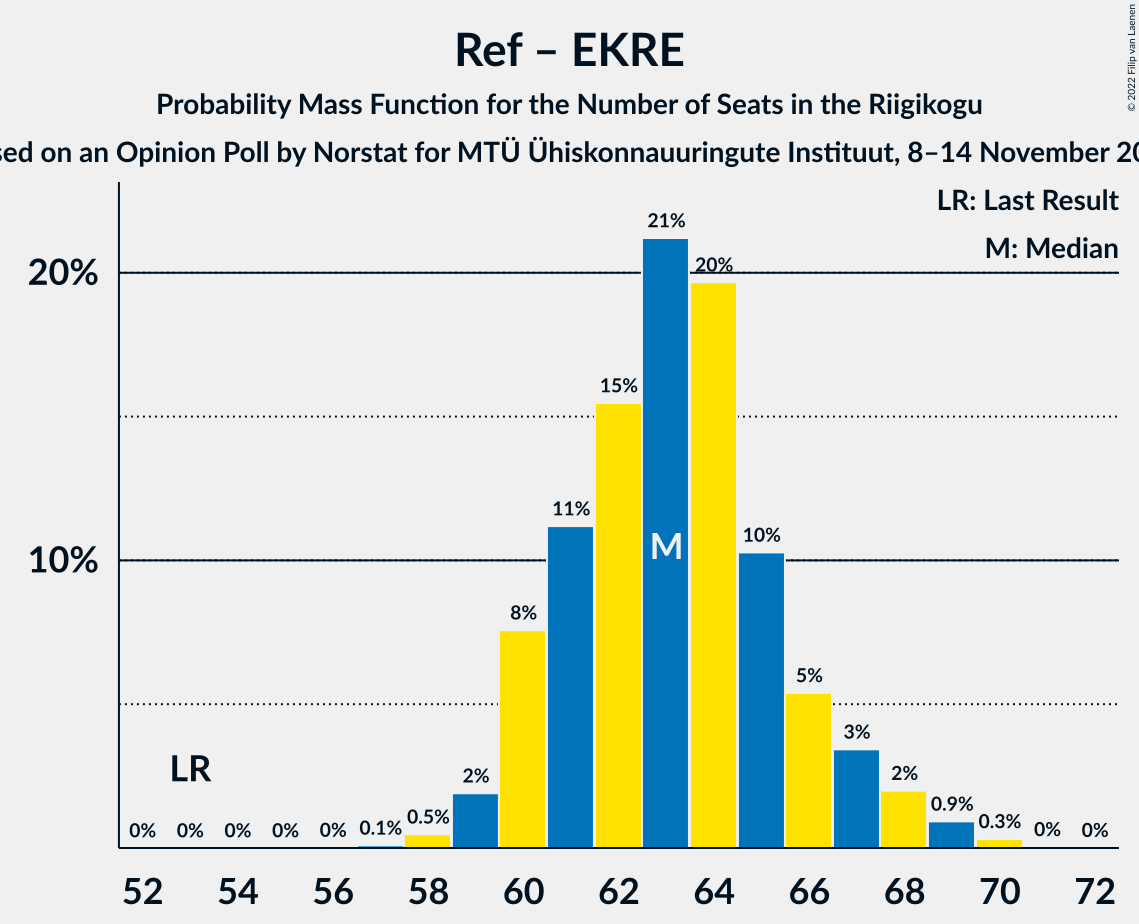 Ref – EKRE
Probability Mass Function for the Number of Seats in the Riigikogu
sed on an Opinion Poll by Norstat for MTÜ Ühiskonnauuringute Instituut, 8–14 November 20
© 2022 Filip van Laenen
LR: Last Result
M: Median
20%
10%
0% 0% 0% 0% 0% 0.1% 0.5% 2% 8% 11% 15% 21% 20% 10% 5% 3% 2% 0.9% 0.3% 0% 0%
LR
M
52 54 56 58 60 62 64 66 68 70 72